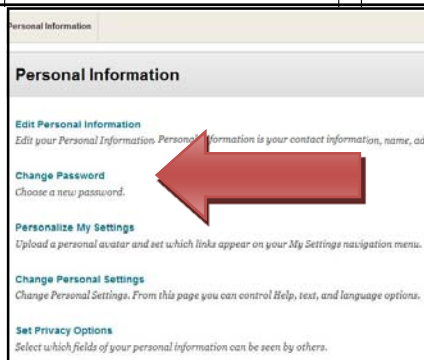 Personal Information
Personal Information
Edit Personal Information
Edit your Personal Information. Personal Information is your contact information, name, ad
Change Password
Choose a new password.
Personalize My Settings
Upload a personal avatar and set which links appear on your My Settings navigation menu.
Change Personal Settings
Change Personal Settings. From this page you can control Help, text, and language options.
Set Privacy Options
Select which fields of your personal information can be seen by others.